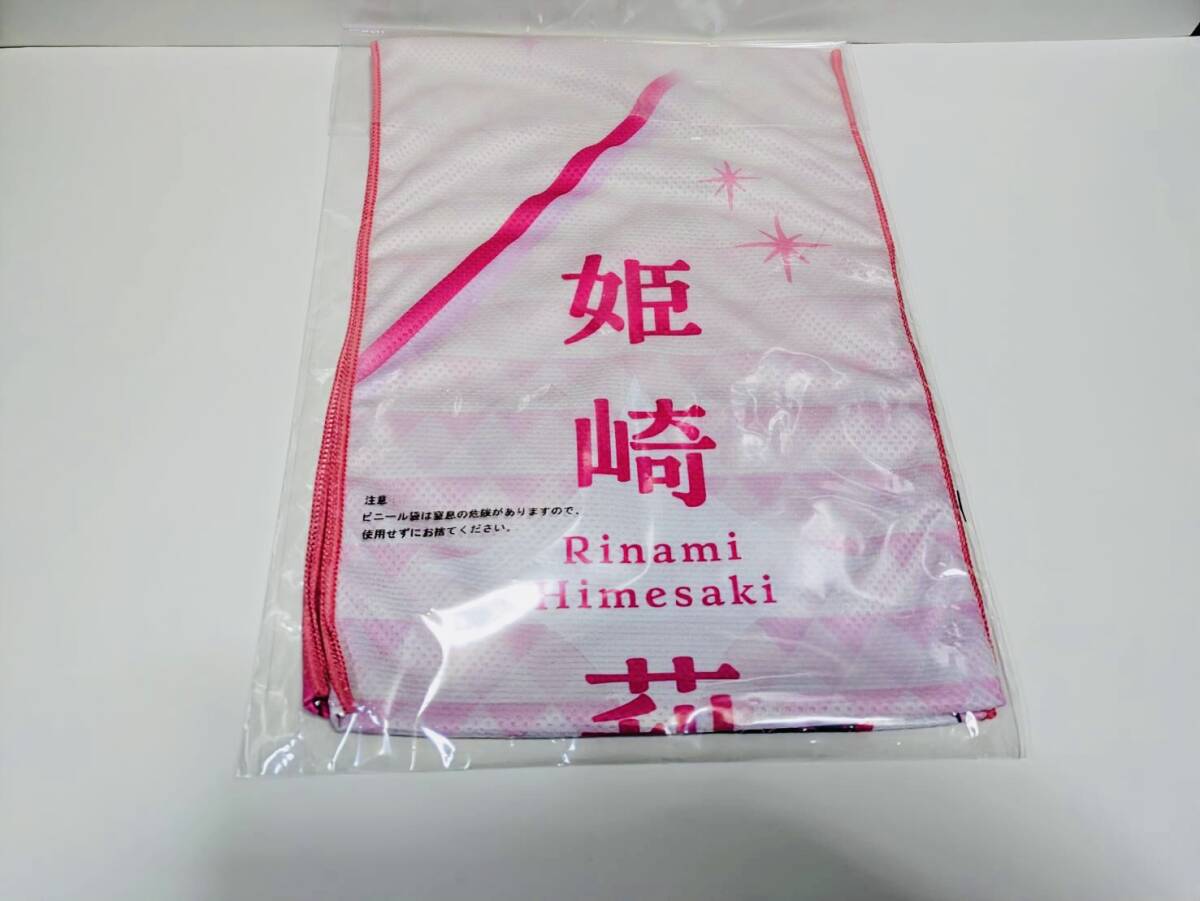 姫
崎
注意
ビニール袋は窒息の危険がありますので、
使用せずにお捨てください。
Rinami
Himesaki